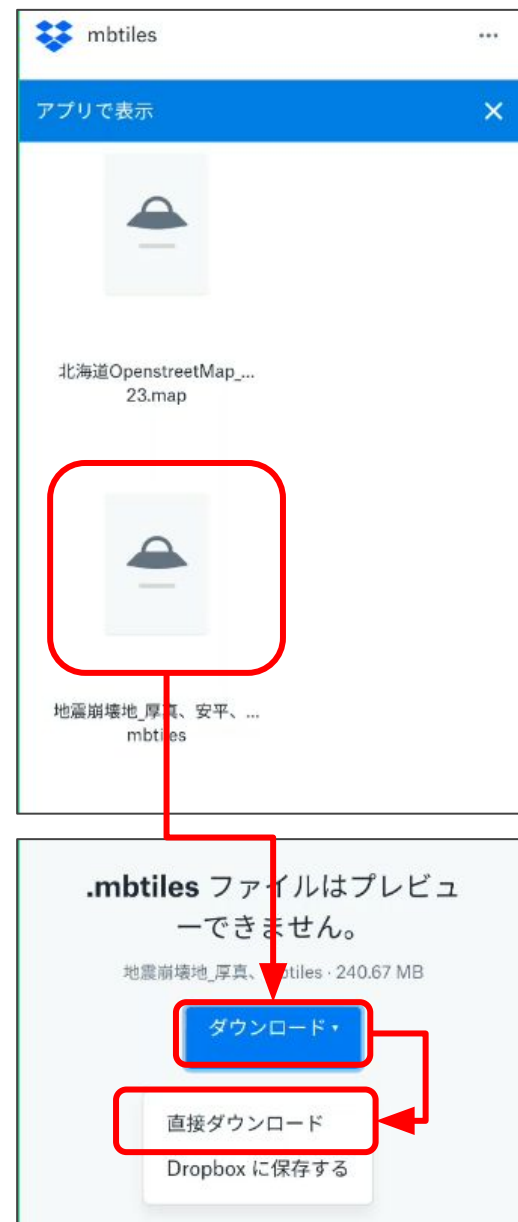 mbtiles
アプリで表示
北海道OpenstreetMap_...
23.map
地震崩壊地_厚真、安平、...
mbtiles
.mbtiles ファイルはプレビュ
ーできません。
地震崩壊地_厚真、 btiles · 240.67 MB
ダウンロード
直接ダウンロード
Dropbox に保存する